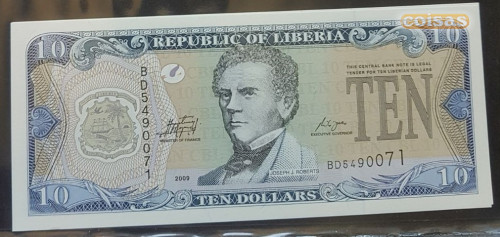 coisas
10
REPUBLIC OF LIBERIA
10
BD5490071
THIS CENTRAL BANK NOTE IS LEGAL
TENDER FOR TEN LIBERIAN DOLLARS
TEN
MINISTER OF FINANCE
EXECUTIVE GOVERNOR
BD5490071
2009
JOSEPH J. ROBERTS
10
TEN DOLLARS
10